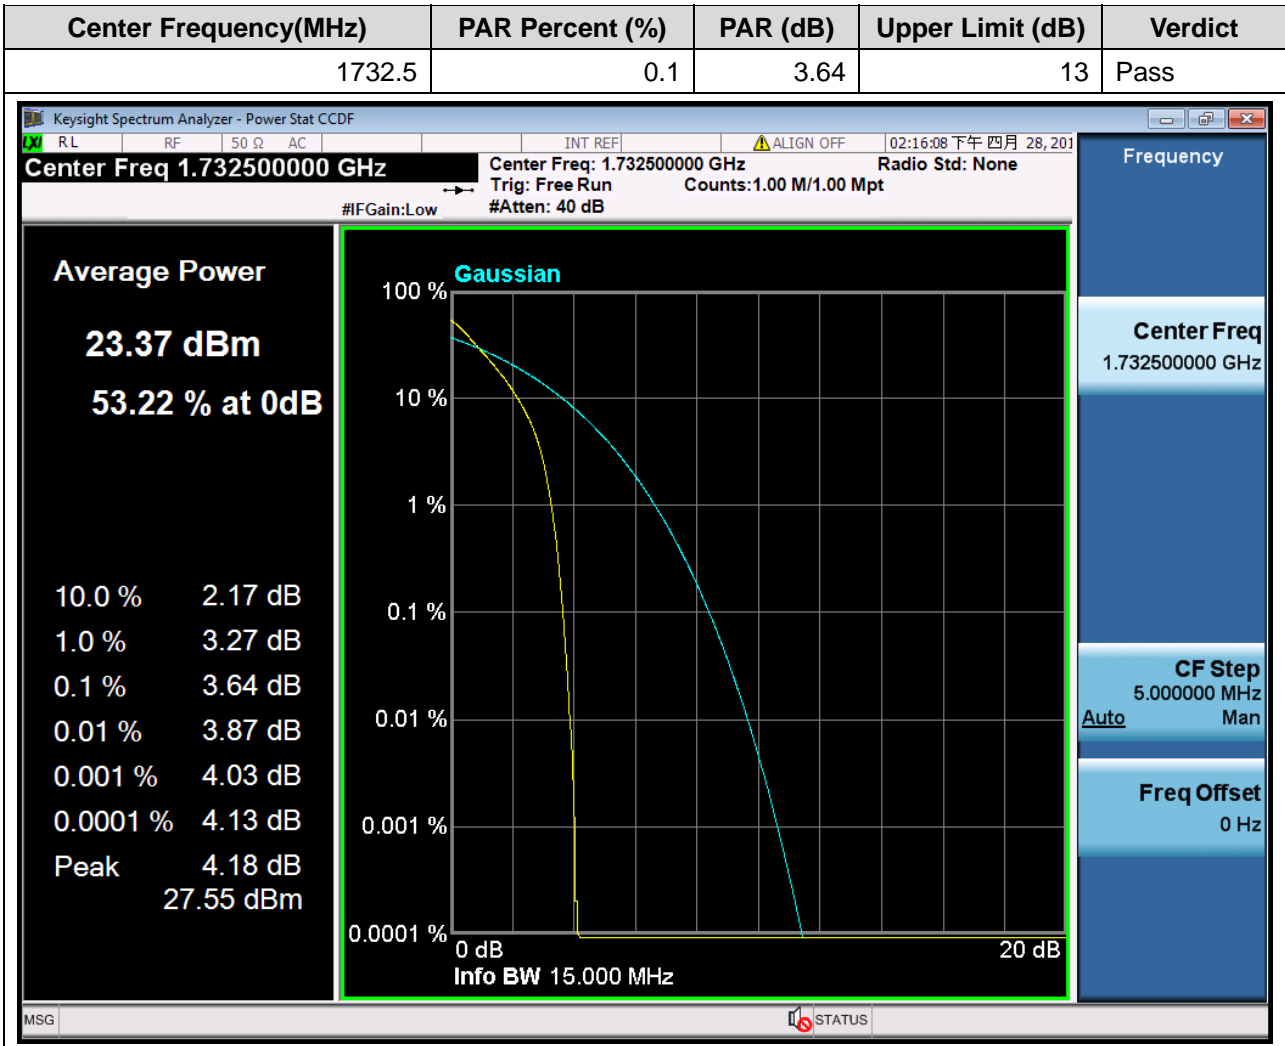 Center Frequency(MHz) PAR Percent (%) PAR (dB) Upper Limit (dB) Verdict
1732.5 0.1 3.64 13 Pass
Keysight Spectrum Analyzer - Power Stat CCDF
LXI RL RF 50 Ω AC INT REF ALIGN OFF 02:16:08 下午 四月 28, 201
Center Freq 1.732500000 GHz
Center Freq: 1.732500000 GHz Radio Std: None
Trig: Free Run Counts:1.00 M/1.00 Mpt
#IFGain:Low #Atten: 40 dB
Average Power
23.37 dBm
53.22 % at 0dB
10.0 % 2.17 dB
1.0 % 3.27 dB
0.1 % 3.64 dB
0.01 % 3.87 dB
0.001 % 4.03 dB
0.0001 % 4.13 dB
Peak 4.18 dB
27.55 dBm
Gaussian
100 %
10 %
1 %
0.1 %
0.01 %
0.001 %
0.0001 %
0 dB 20 dB
Info BW 15.000 MHz
Frequency
Center Freq
1.732500000 GHz
CF Step
5.000000 MHz
Auto Man
Freq Offset
0 Hz
MSG STATUS